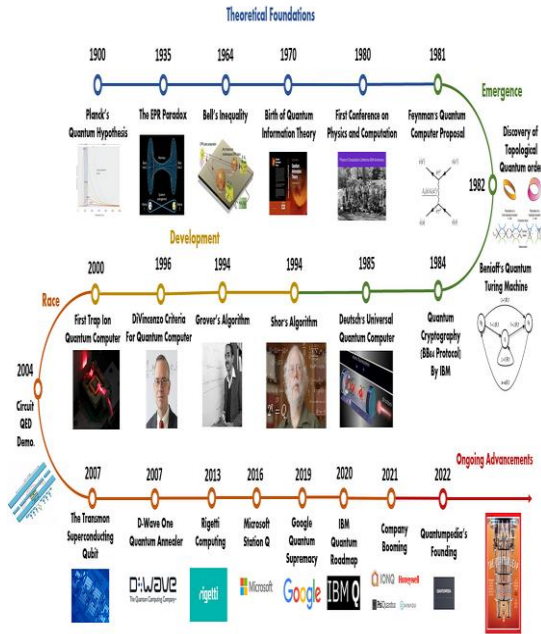 Theoretical Foundations
1900
1935
1964
1970
1980
1981
Planck's
Quantum Hypothesis
The EPR Paradox
Bell's Inequality
Birth of Quantum
Information Theory
First Conference on
Physics and Computation
Feynman's Quantum
Computer Proposal
Emergence
1982
Discovery of
Topological
Quantum order
Benioff's Quantum
Turing Machine
Development
2000
1996
1994
1994
1985
1984
First Trap Ion
Quantum Computer
DiVincenzo Criteria
For Quantum Computer
Grover's Algorithm
Shor's Algorithm
Deutsch's Universal
Quantum Computer
Quantum
Cryptography
(BB84 Protocal)
By IBM
Race
2004
Circuit
QED
Demo.
Ongoing Advancements
2007
2007
2013
2016
2019
2020
2021
2022
The Transmon
Superconducting
Qubit
D-Wave One
Quantum Annealer
Rigetti
Computing
Microsoft
Station Q
Google
Quantum
Supremacy
IBM
Quantum
Roadmap
Company
Booming
Quantumpedia's
Founding
D:WAVE
The Quantum Computing Company
rigetti
Microsoft
Google
IBM Q
IONQ
Honeywell
PsiQuantum